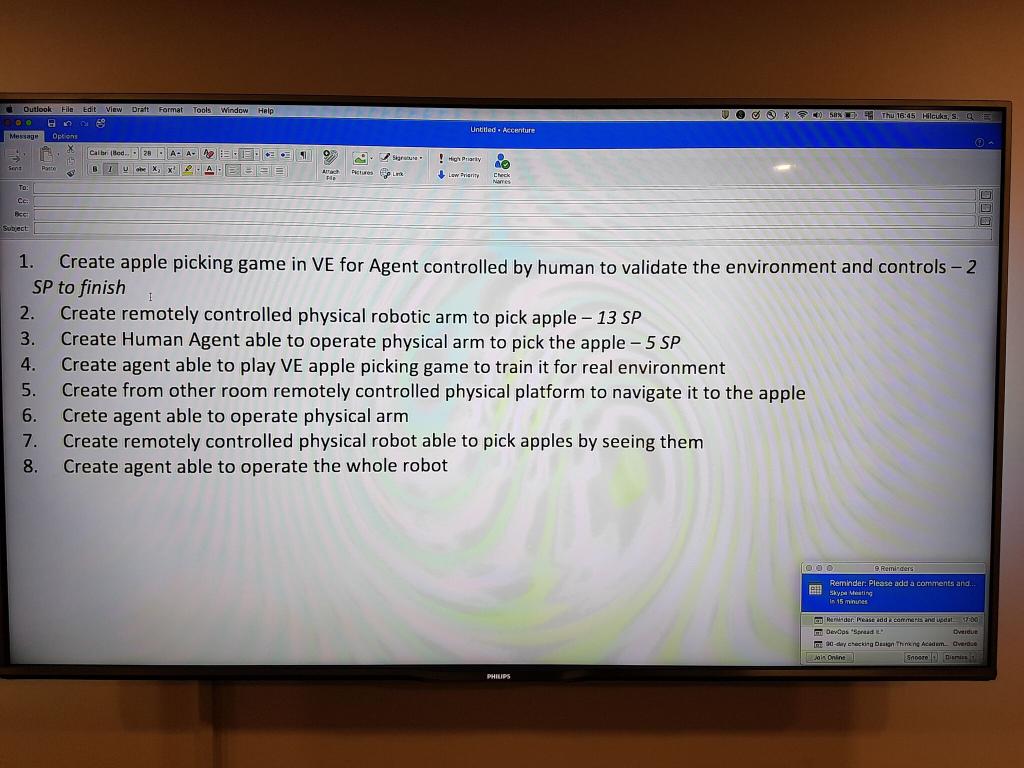 Outlook File Edit View Draft Format Tools Window Help
58% Thu 16:45 Hilcuks, S.
Untitled • Accenture
Message Options
Calibri (Bod... 28 A A
Send Paste B I U abc X₂ X² A Attach File Pictures Signature Link High Priority Low Priority Check Names
To:
Cc:
Bcc:
Subject:
1. Create apple picking game in VE for Agent controlled by human to validate the environment and controls – 2
SP to finish
2. Create remotely controlled physical robotic arm to pick apple – 13 SP
3. Create Human Agent able to operate physical arm to pick the apple – 5 SP
4. Create agent able to play VE apple picking game to train it for real environment
5. Create from other room remotely controlled physical platform to navigate it to the apple
6. Crete agent able to operate physical arm
7. Create remotely controlled physical robot able to pick apples by seeing them
8. Create agent able to operate the whole robot
9 Reminders
Reminder: Please add a comments and...
Skype Meeting
in 15 minutes
Reminder: Please add a comments and updat... 17:00
DevOps "Spread it." Overdue
90-day checking Design Thinking Academ... Overdue
Join Online Snooze Dismiss
PHILIPS